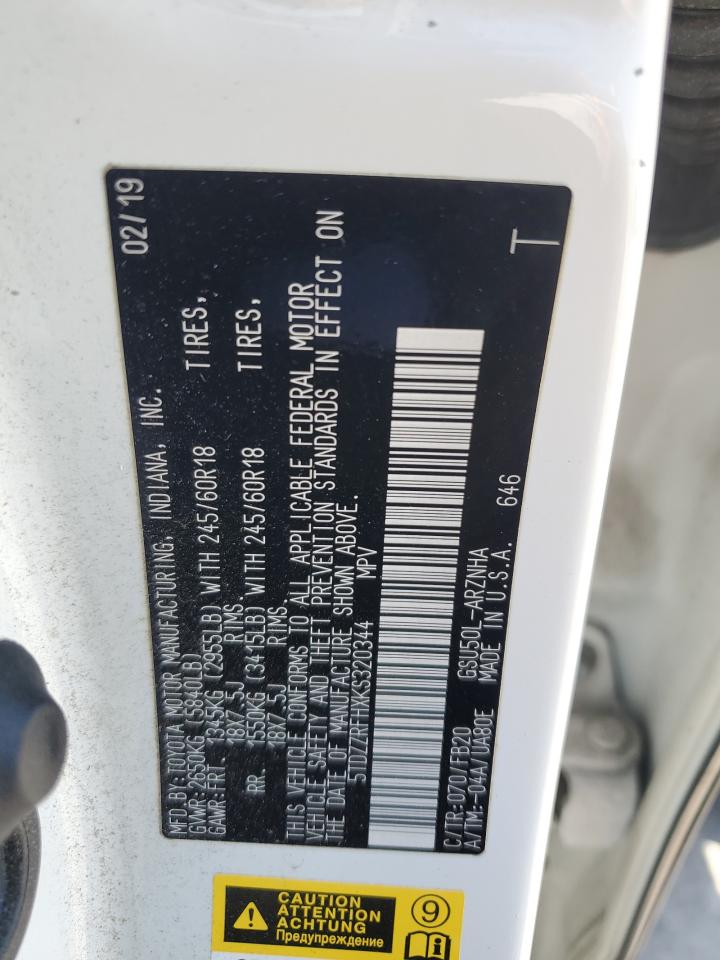 MFD.BY:TOYOTA MOTOR MANUFACTURING, INDIANA, INC. 02/19
GVWR:2650KG (5840LB)
GAWR:FRT. 1345KG (2955LB) WITH 245/60R18 TIRES,
18X7.5J RIMS.
RR. 1550KG (3415LB) WITH 245/60R18 TIRES,
18X7.5J RIMS.
THIS VEHICLE CONFORMS TO ALL APPLICABLE FEDERAL MOTOR
VEHICLE SAFETY AND THEFT PREVENTION STANDARDS IN EFFECT ON
THE DATE OF MANUFACTURE SHOWN ABOVE.
5TDZZRFHXKS320344 MPV
C/TR:070/FB20 GSU50L-ARZNHA
A/TM:-04A/UA80E MADE IN U.S.A. 646
T
CAUTION
ATTENTION
ACHTUNG
Предупреждение
9